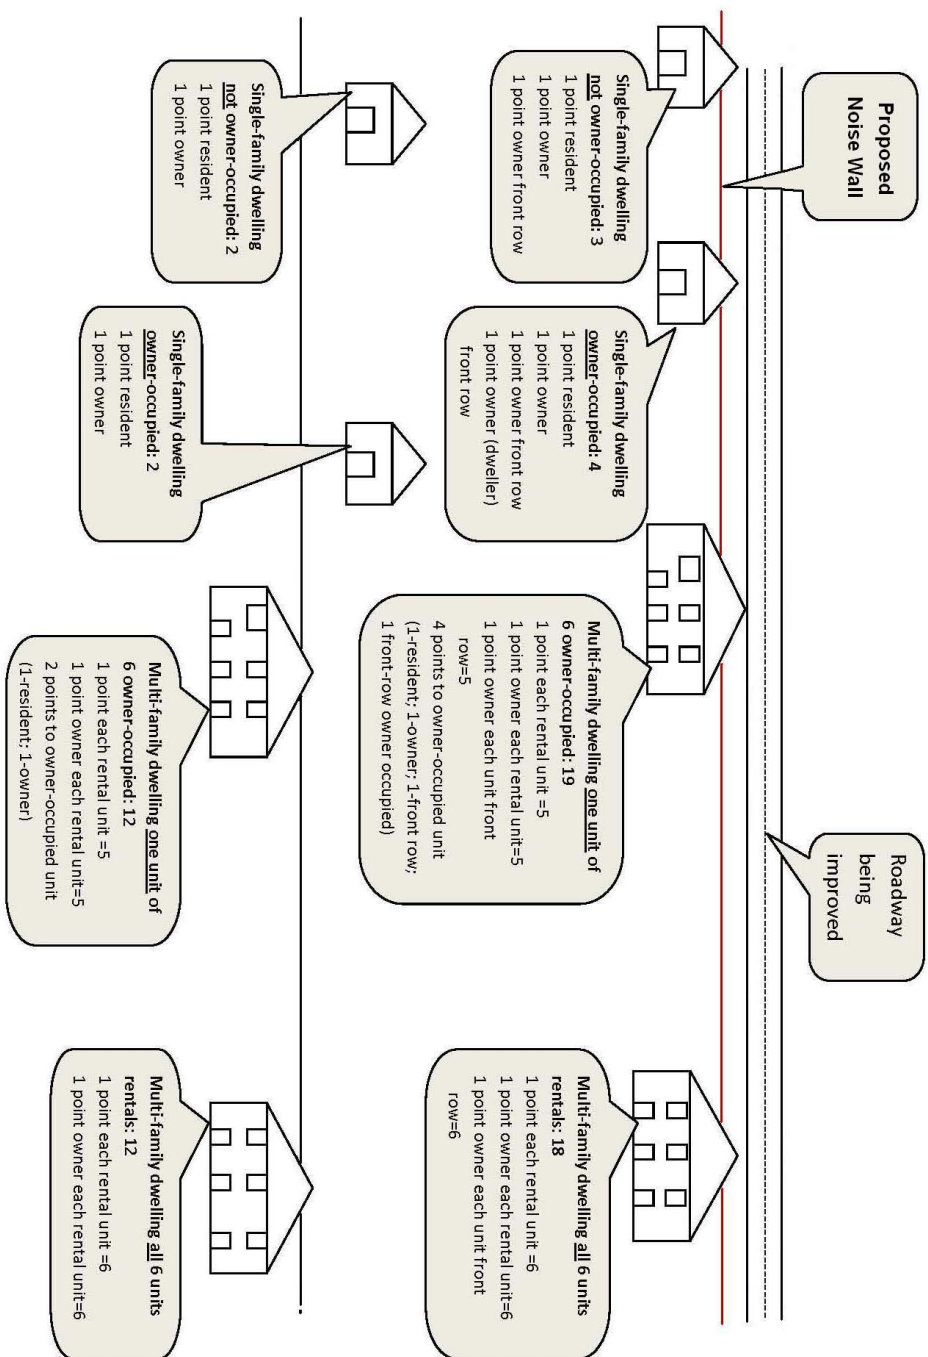 Proposed
Noise Wall
Roadway
being
improved
Single-family dwelling
not owner-occupied: 3
1 point resident
1 point owner
1 point owner front row
Single-family dwelling
owner-occupied: 4
1 point resident
1 point owner
1 point owner front row
1 point owner (dweller)
front row
Multi-family dwelling one unit of
6 owner-occupied: 19
1 point each rental unit =5
1 point owner each rental unit=5
1 point owner each unit front
row=5
4 points to owner-occupied unit
(1-resident; 1-owner; 1-front row;
1 front-row owner occupied)
Multi-family dwelling all 6 units
rentals: 18
1 point each rental unit =6
1 point owner each rental unit=6
1 point owner each unit front
row=6
Single-family dwelling
not owner-occupied: 2
1 point resident
1 point owner
Single-family dwelling
owner-occupied: 2
1 point resident
1 point owner
Multi-family dwelling one unit of
6 owner-occupied: 12
1 point each rental unit =5
1 point owner each rental unit=5
2 points to owner-occupied unit
(1-resident; 1-owner)
Multi-family dwelling all 6 units
rentals: 12
1 point each rental unit =6
1 point owner each rental unit=6